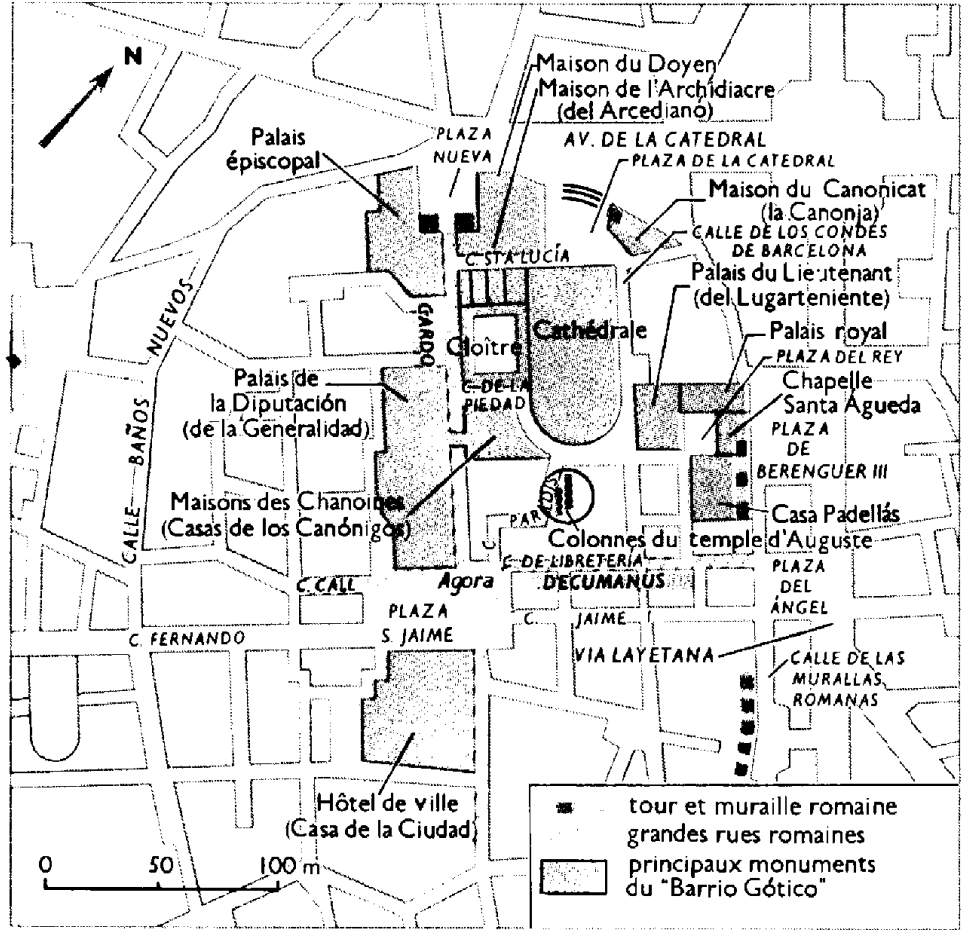 N
Maison du Doyen
Maison de l'Archidiacre
(del Arcediano)
Palais
épiscopal
PLAZA
NUEVA
AV. DE LA CATEDRAL
PLAZA DE LA CATEDRAL
Maison du Canonicat
(la Canonja)
C. STA LUCÍA
CALLE DE LOS CONDES
DE BARCELONA
Palais du Lieutenant
(del Lugarteniente)
CALLE BAÑOS NUEVOS
GARDO
Cloître
Cathédrale
Palais royal
PLAZA DEL REY
Chapelle
Santa Agueda
Palais de
la Diputación
(de la Generalidad)
C. DE LA
PIEDAD
PLAZA
DE
BERENGUER III
Maisons des Chanoines
(Casas de los Canónigos)
C. PARADIS
Casa Padellás
Colonnes du temple d'Auguste
C. DE LIBRETERÍA
C. CALL
Agora
DECUMANUS
PLAZA
DEL
ÁNGEL
PLAZA
S. JAIME
C. JAIME I
C. FERNANDO
VIA LAYETANA
CALLE DE LAS
MURALLAS
ROMANAS
Hôtel de ville
(Casa de la Ciudad)
0 50 100 m
tour et muraille romaine
grandes rues romaines
principaux monuments
du "Barrio Gótico"